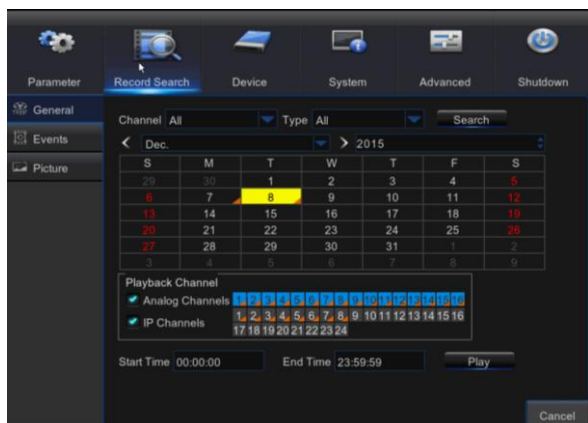 Parameter Record Search Device System Advanced Shutdown
General
Events
Picture
Channel All Type All Search
< Dec. > 2015
S M T W T F S
29 30 1 2 3 4 5
6 7 8 9 10 11 12
13 14 15 16 17 18 19
20 21 22 23 24 25 26
27 28 29 30 31 1 2
3 4 5 6 7 8 9
Playback Channel
Analog Channels 1 2 3 4 5 6 7 8 9 10 11 12 13 14 15 16
IP Channels 1 2 3 4 5 6 7 8 9 10 11 12 13 14 15 16
17 18 19 20 21 22 23 24
Start Time 00:00:00 End Time 23:59:59 Play
Cancel